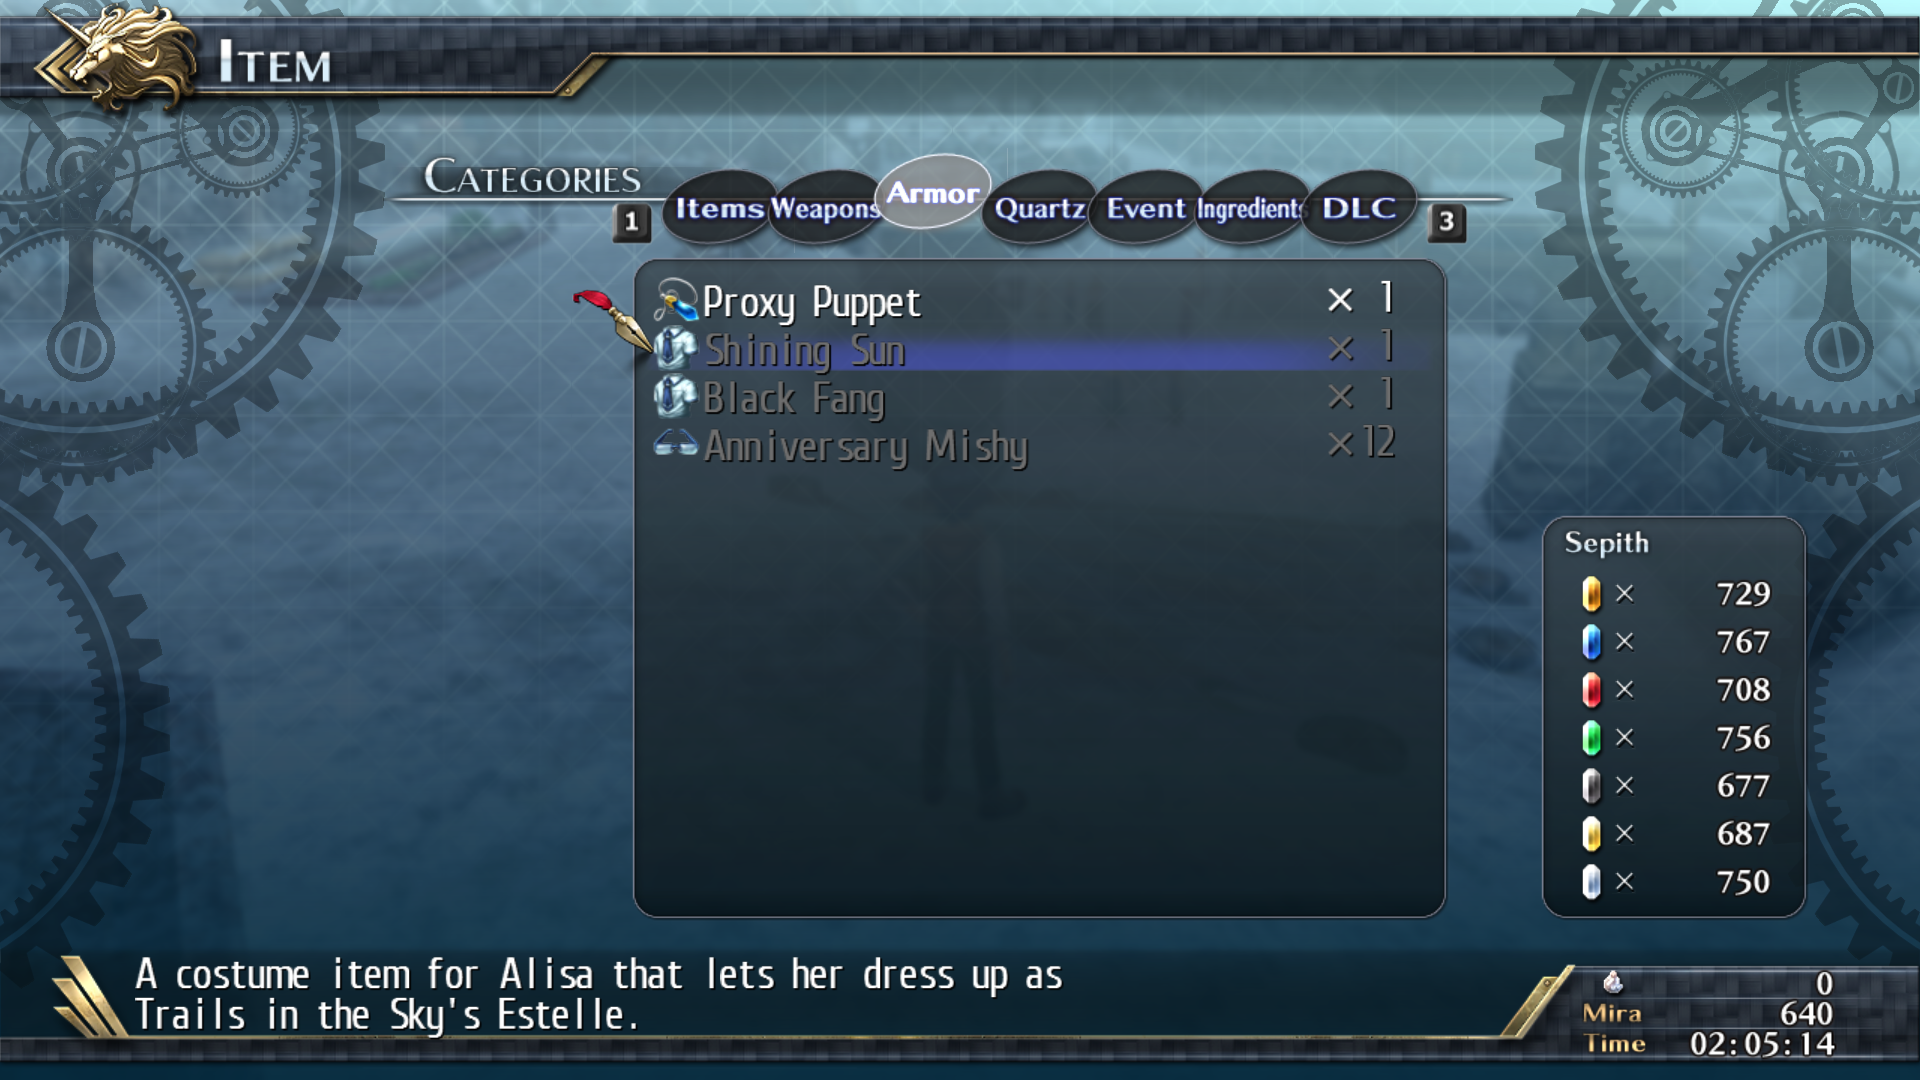 ITEM
CATEGORIES
1 Items Weapons Armor Quartz Event Ingredients DLC 3
Proxy Puppet × 1
Shining Sun × 1
Black Fang × 1
Anniversary Mishy × 12
Sepith
× 729
× 767
× 708
× 756
× 677
× 687
× 750
A costume item for Alisa that lets her dress up as
Trails in the Sky's Estelle.
0
Mira 640
Time 02:05:14